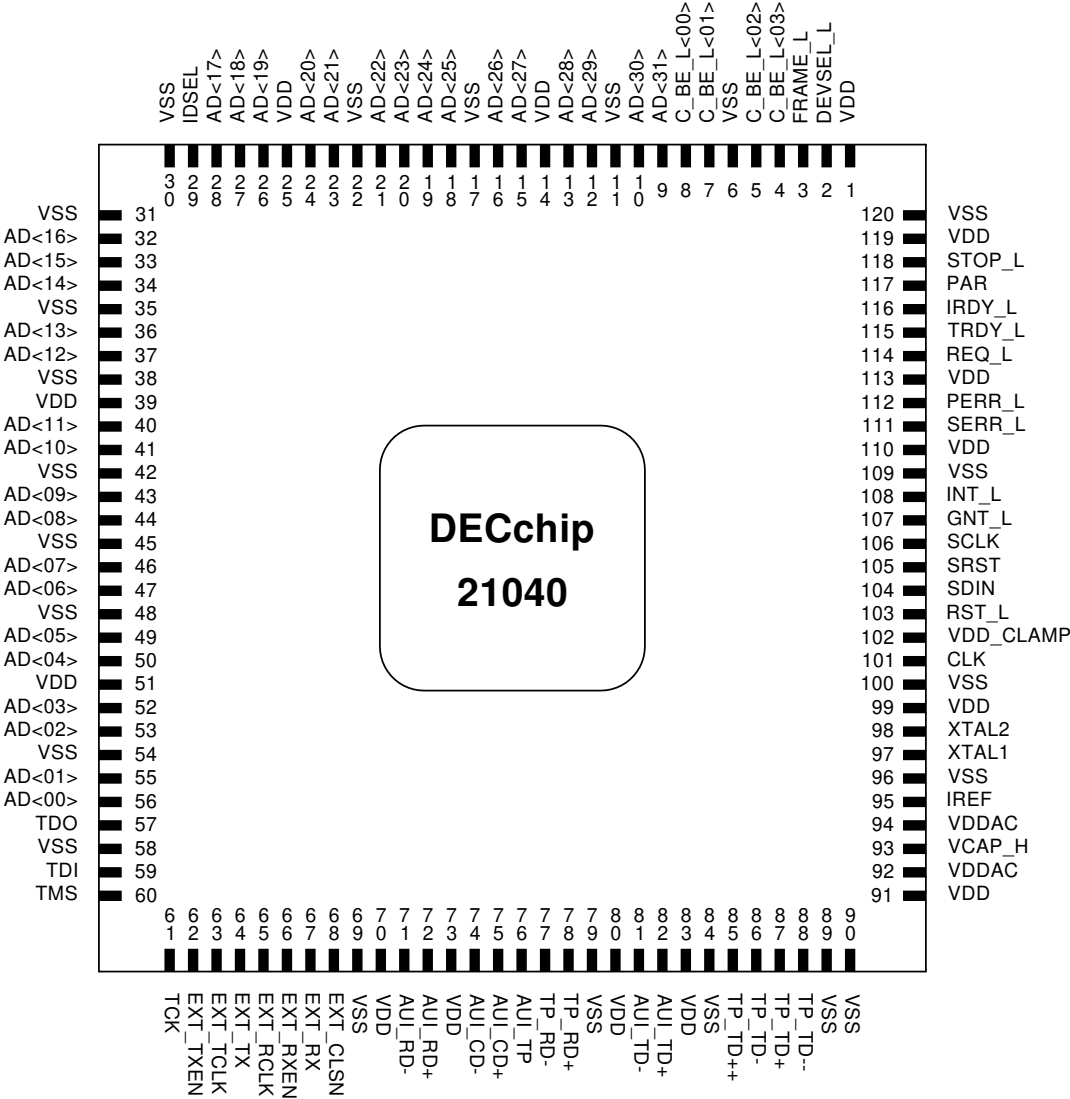 VSS
IDSEL
AD<17>
AD<18>
AD<19>
VDD
AD<20>
AD<21>
VSS
AD<22>
AD<23>
AD<24>
AD<25>
VSS
AD<26>
AD<27>
VDD
AD<28>
AD<29>
VSS
AD<30>
AD<31>
C_BE_L<00>
C_BE_L<01>
VSS
C_BE_L<02>
C_BE_L<03>
FRAME_L
DEVSEL_L
VDD
30 29 28 27 26 25 24 23 22 21 20 19 18 17 16 15 14 13 12 11 10 9 8 7 6 5 4 3 2 1
VSS 31
AD<16> 32
AD<15> 33
AD<14> 34
VSS 35
AD<13> 36
AD<12> 37
VSS 38
VDD 39
AD<11> 40
AD<10> 41
VSS 42
AD<09> 43
AD<08> 44
VSS 45
AD<07> 46
AD<06> 47
VSS 48
AD<05> 49
AD<04> 50
VDD 51
AD<03> 52
AD<02> 53
VSS 54
AD<01> 55
AD<00> 56
TDO 57
VSS 58
TDI 59
TMS 60
DECchip
21040
120 VSS
119 VDD
118 STOP_L
117 PAR
116 IRDY_L
115 TRDY_L
114 REQ_L
113 VDD
112 PERR_L
111 SERR_L
110 VDD
109 VSS
108 INT_L
107 GNT_L
106 SCLK
105 SRST
104 SDIN
103 RST_L
102 VDD_CLAMP
101 CLK
100 VSS
99 VDD
98 XTAL2
97 XTAL1
96 VSS
95 IREF
94 VDDAC
93 VCAP_H
92 VDDAC
91 VDD
61 62 63 64 65 66 67 68 69 70 71 72 73 74 75 76 77 78 79 80 81 82 83 84 85 86 87 88 89 90
TCK
EXT_TXEN
EXT_TCLK
EXT_TX
EXT_RCLK
EXT_RXEN
EXT_RX
EXT_CLSN
VSS
VDD
AUI_RD-
AUI_RD+
VDD
AUI_CD-
AUI_CD+
AUI_TP
TP_RD-
TP_RD+
VSS
VDD
AUI_TD-
AUI_TD+
VDD
VSS
TP_TD++
TP_TD-
TP_TD+
TP_TD--
VSS
VSS